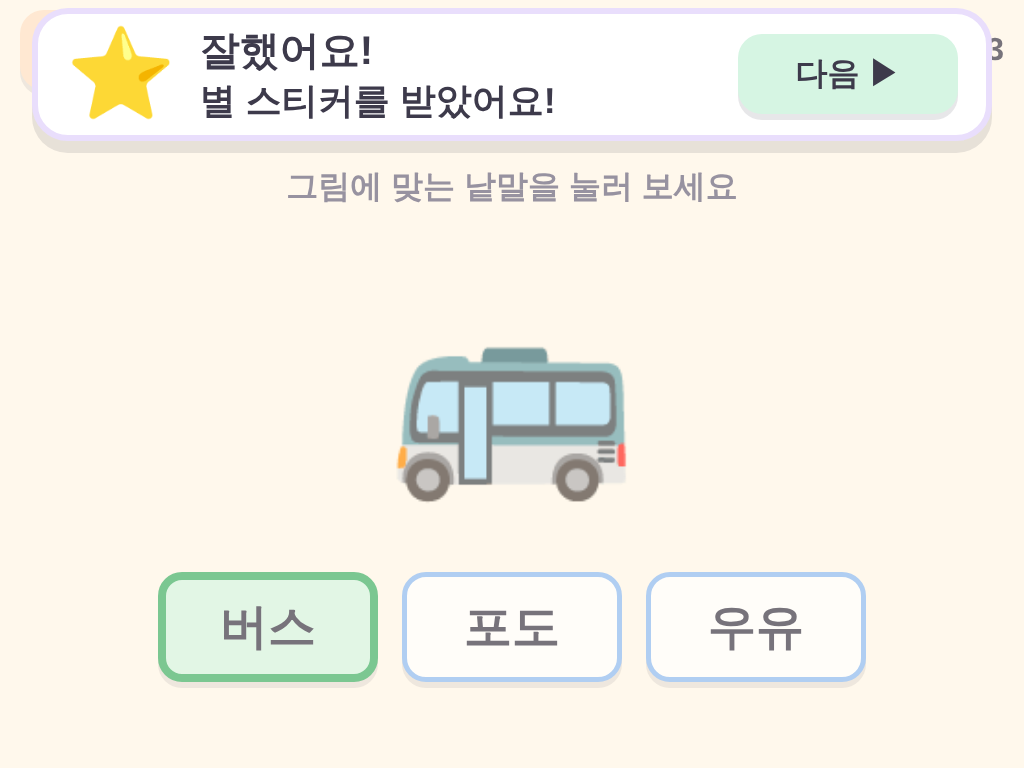 잘했어요!
별 스티커를 받았어요!
다음 ▶
3
그림에 맞는 낱말을 눌러 보세요
버스
포도
우유